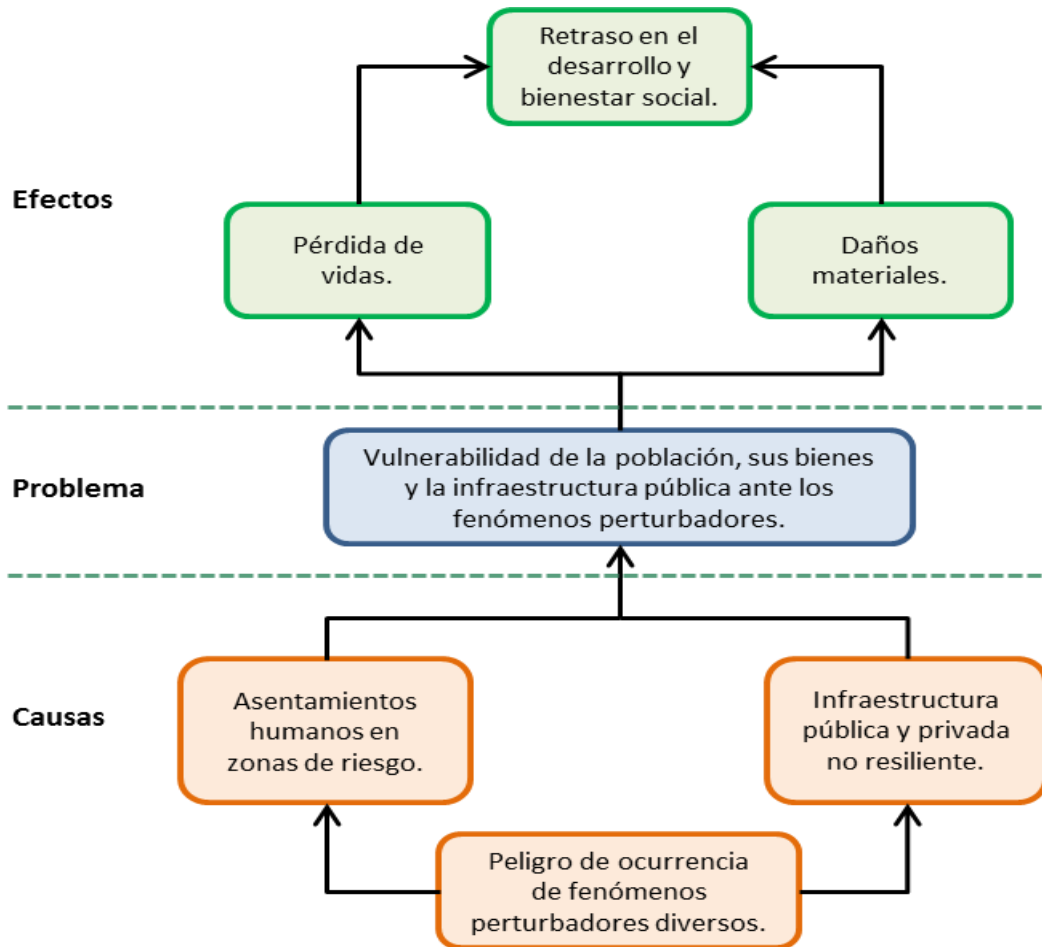 Retraso en el
desarrollo y
bienestar social.
Efectos
Pérdida de
vidas.
Daños
materiales.
Problema
Vulnerabilidad de la población, sus bienes
y la infraestructura pública ante los
fenómenos perturbadores.
Causas
Asentamientos
humanos en
zonas de riesgo.
Infraestructura
pública y privada
no resiliente.
Peligro de ocurrencia
de fenómenos
perturbadores diversos.